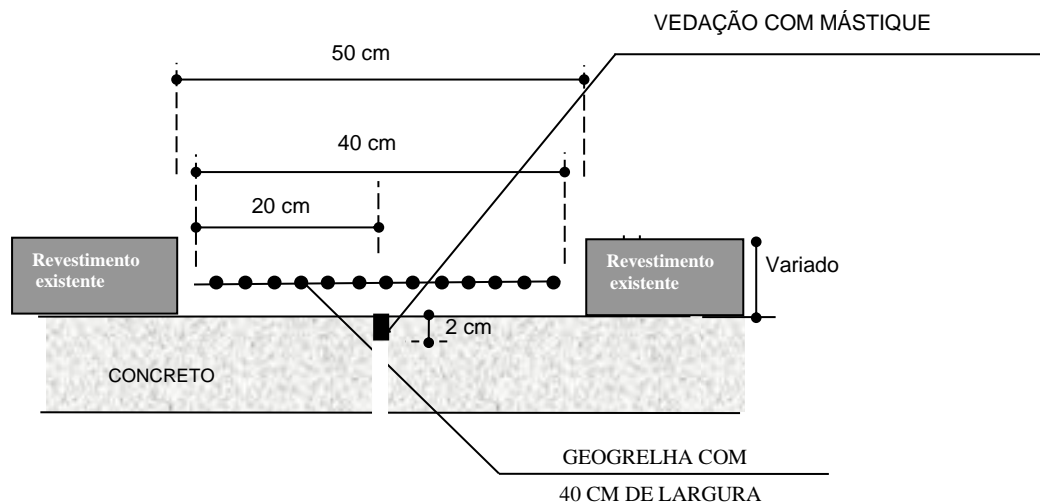 VEDAÇÃO COM MÁSTIQUE
50 cm
40 cm
20 cm
Revestimento
existente
Revestimento
existente
Variado
2 cm
CONCRETO
GEOGRELHA COM
40 CM DE LARGURA